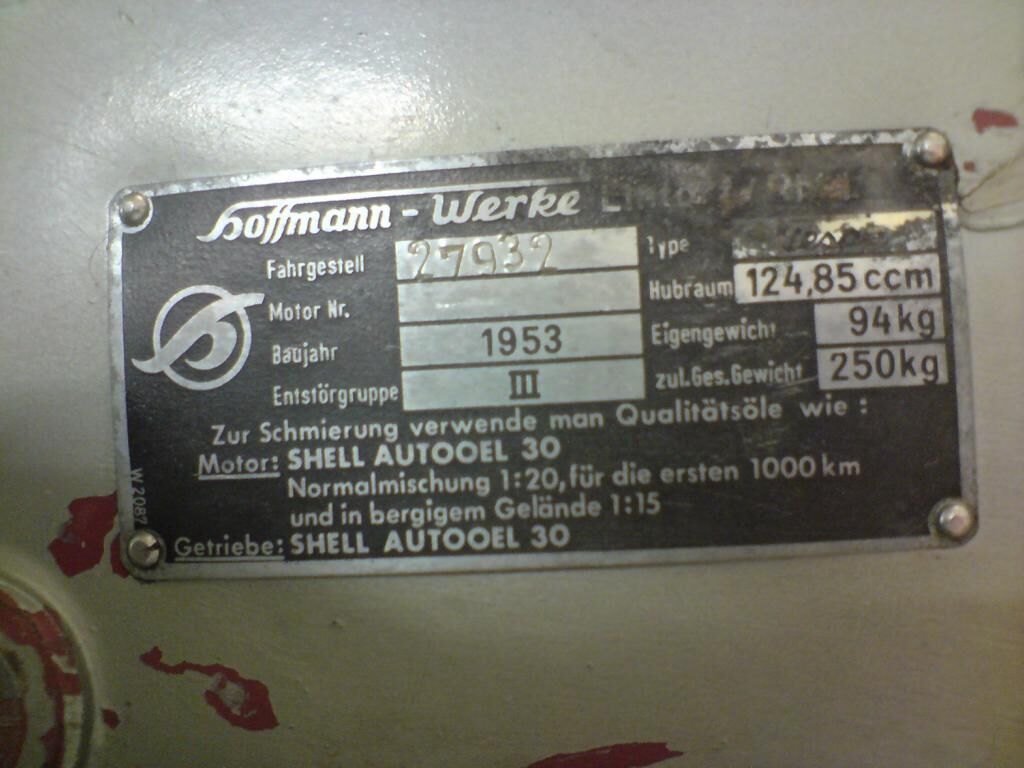 Hoffmann-Werke
Fahrgestell 27932
Type
Motor Nr.
Hubraum 124,85 ccm
Baujahr 1953
Eigengewicht 94 kg
Entstörgruppe III
zul. Ges. Gewicht 250 kg
Zur Schmierung verwende man Qualitätsöle wie:
Motor: SHELL AUTOOEL 30
Normalmischung 1:20, für die ersten 1000 km
und in bergigem Gelände 1:15
Getriebe: SHELL AUTOOEL 30
W 2087